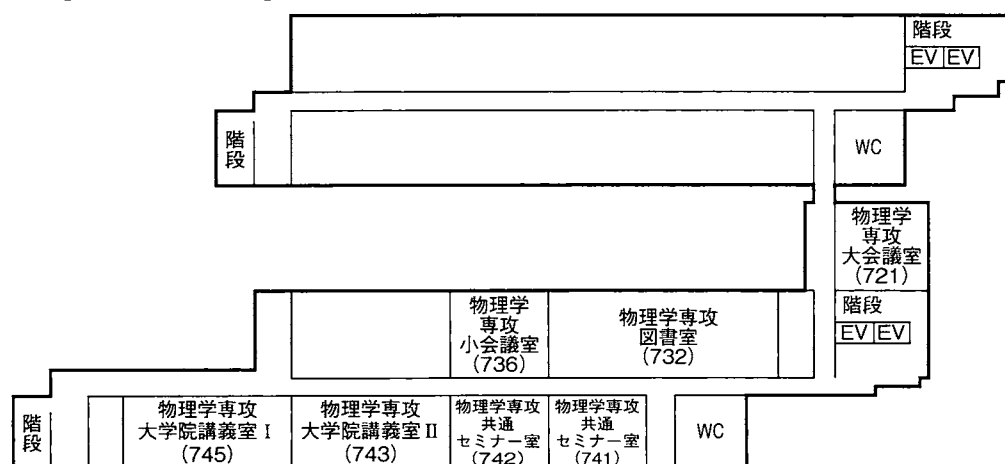 階段
EV EV
階段
WC
物理学
専攻
大会議室
(721)
物理学
専攻
小会議室
(736)
物理学専攻
図書室
(732)
階段
EV EV
階段
物理学専攻
大学院講義室 I
(745)
物理学専攻
大学院講義室 II
(743)
物理学専攻
共通
セミナー室
(742)
物理学専攻
共通
セミナー室
(741)
WC